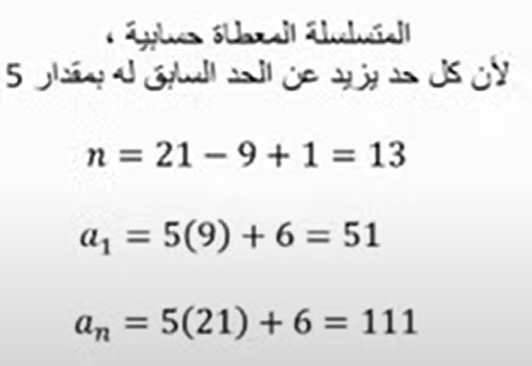 المتسلسلة المعطاة حسابية ،
لأن كل حد يزيد عن الحد السابق له بمقدار 5
n = 21 − 9 + 1 = 13
a₁ = 5(9) + 6 = 51
aₙ = 5(21) + 6 = 111